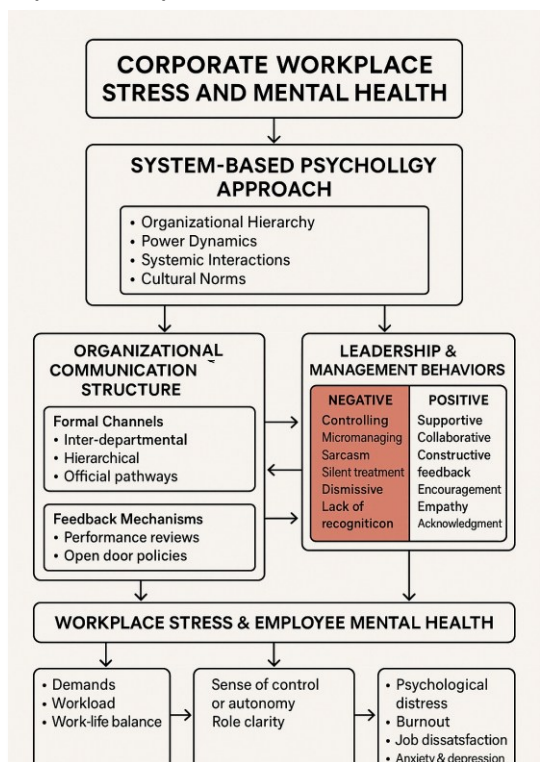 CORPORATE WORKPLACE
STRESS AND MENTAL HEALTH
SYSTEM-BASED PSYCHOLLGY
APPROACH
• Organizational Hierarchy
• Power Dynamics
• Systemic Interactions
• Cultural Norms
ORGANIZATIONAL
COMMUNICATION
STRUCTURE
Formal Channels
• Inter-departmental
• Hierarchical
• Official pathways
Feedback Mechanisms
• Performance reviews
• Open door policies
LEADERSHIP &
MANAGEMENT BEHAVIORS
NEGATIVE
Controlling
Micromanaging
Sarcasm
Silent treatment
Dismissive
Lack of
recogniticon
POSITIVE
Supportive
Collaborative
Constructive
feedback
Encouragement
Empathy
Acknowledgment
WORKPLACE STRESS & EMPLOYEE MENTAL HEALTH
• Demands
• Workload
• Work-life balance
Sense of control
or autonomy
Role clarity
• Psychological
distress
• Burnout
• Job dissatsfaction
• Anxiety & depression